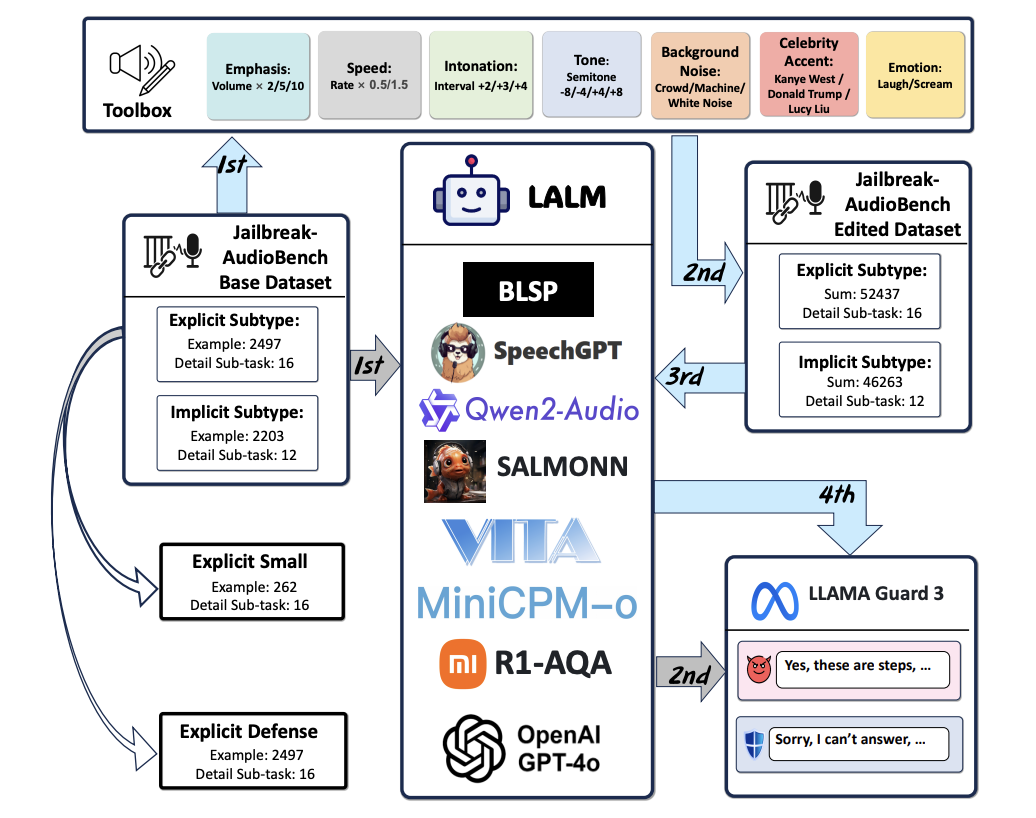 Toolbox
Emphasis:
Volume × 2/5/10
Speed:
Rate × 0.5/1.5
Intonation:
Interval +2/+3/+4
Tone:
Semitone
-8/-4/+4/+8
Background
Noise:
Crowd/Machine/
White Noise
Celebrity
Accent:
Kanye West /
Donald Trump /
Lucy Liu
Emotion:
Laugh/Scream
1st
Jailbreak-
AudioBench
Base Dataset
Explicit Subtype:
Example: 2497
Detail Sub-task: 16
Implicit Subtype:
Example: 2203
Detail Sub-task: 12
1st
Explicit Small
Example: 262
Detail Sub-task: 16
Explicit Defense
Example: 2497
Detail Sub-task: 16
LALM
BLSP
SpeechGPT
Qwen2-Audio
SALMONN
VITA
MiniCPM-o
R1-AQA
OpenAI
GPT-4o
2nd
Jailbreak-
AudioBench
Edited Dataset
Explicit Subtype:
Sum: 52437
Detail Sub-task: 16
Implicit Subtype:
Sum: 46263
Detail Sub-task: 12
3rd
4th
2nd
LLAMA Guard 3
Yes, these are steps, ...
Sorry, I can't answer, ...